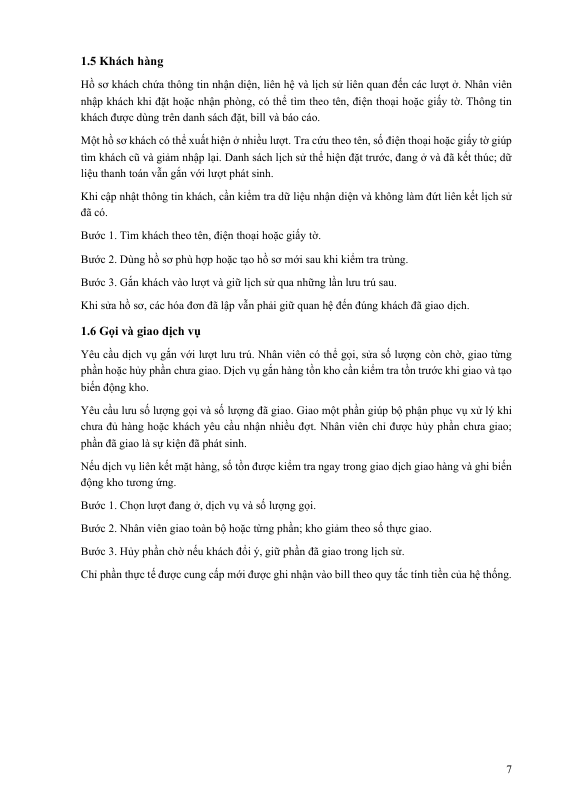 1.5 Khách hàng
Hồ sơ khách chứa thông tin nhận diện, liên hệ và lịch sử liên quan đến các lượt ở. Nhân viên
nhập khách khi đặt hoặc nhận phòng, có thể tìm theo tên, điện thoại hoặc giấy tờ. Thông tin
khách được dùng trên danh sách đặt, bill và báo cáo.
Một hồ sơ khách có thể xuất hiện ở nhiều lượt. Tra cứu theo tên, số điện thoại hoặc giấy tờ giúp
tìm khách cũ và giảm nhập lại. Danh sách lịch sử thể hiện đặt trước, đang ở và đã kết thúc; dữ
liệu thanh toán vẫn gắn với lượt phát sinh.
Khi cập nhật thông tin khách, cần kiểm tra dữ liệu nhận diện và không làm đứt liên kết lịch sử
đã có.
Bước 1. Tìm khách theo tên, điện thoại hoặc giấy tờ.
Bước 2. Dùng hồ sơ phù hợp hoặc tạo hồ sơ mới sau khi kiểm tra trùng.
Bước 3. Gắn khách vào lượt và giữ lịch sử qua những lần lưu trú sau.
Khi sửa hồ sơ, các hóa đơn đã lập vẫn phải giữ quan hệ đến đúng khách đã giao dịch.
1.6 Gọi và giao dịch vụ
Yêu cầu dịch vụ gắn với lượt lưu trú. Nhân viên có thể gọi, sửa số lượng còn chờ, giao từng
phần hoặc hủy phần chưa giao. Dịch vụ gắn hàng tồn kho cần kiểm tra tồn trước khi giao và tạo
biến động kho.
Yêu cầu lưu số lượng gọi và số lượng đã giao. Giao một phần giúp bộ phận phục vụ xử lý khi
chưa đủ hàng hoặc khách yêu cầu nhận nhiều đợt. Nhân viên chỉ được hủy phần chưa giao;
phần đã giao là sự kiện đã phát sinh.
Nếu dịch vụ liên kết mặt hàng, số tồn được kiểm tra ngay trong giao dịch giao hàng và ghi biến
động kho tương ứng.
Bước 1. Chọn lượt đang ở, dịch vụ và số lượng gọi.
Bước 2. Nhân viên giao toàn bộ hoặc từng phần; kho giảm theo số thực giao.
Bước 3. Hủy phần chờ nếu khách đổi ý, giữ phần đã giao trong lịch sử.
Chỉ phần thực tế được cung cấp mới được ghi nhận vào bill theo quy tắc tính tiền của hệ thống.
7